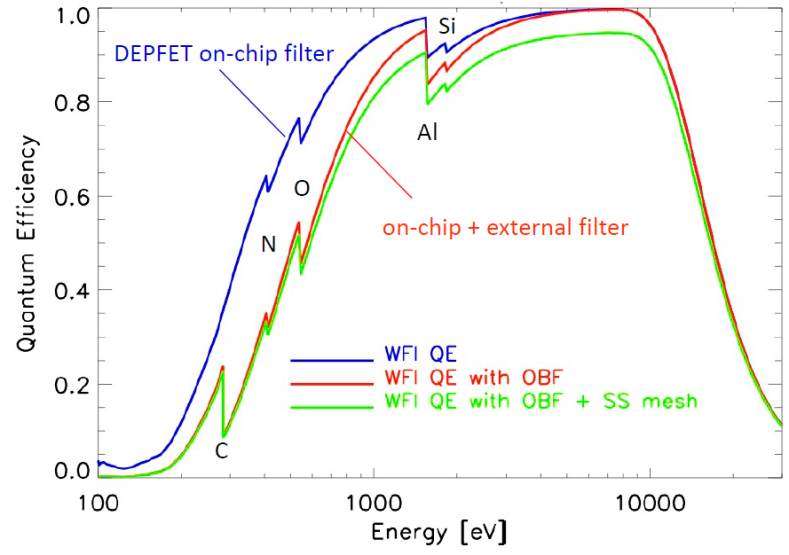 1.0
0.8
0.6
0.4
0.2
0.0
Quantum Efficiency
DEPFET on-chip filter
Si
Al
O
N
C
on-chip + external filter
WFI QE
WFI QE with OBF
WFI QE with OBF + SS mesh
100
1000
10000
Energy [eV]